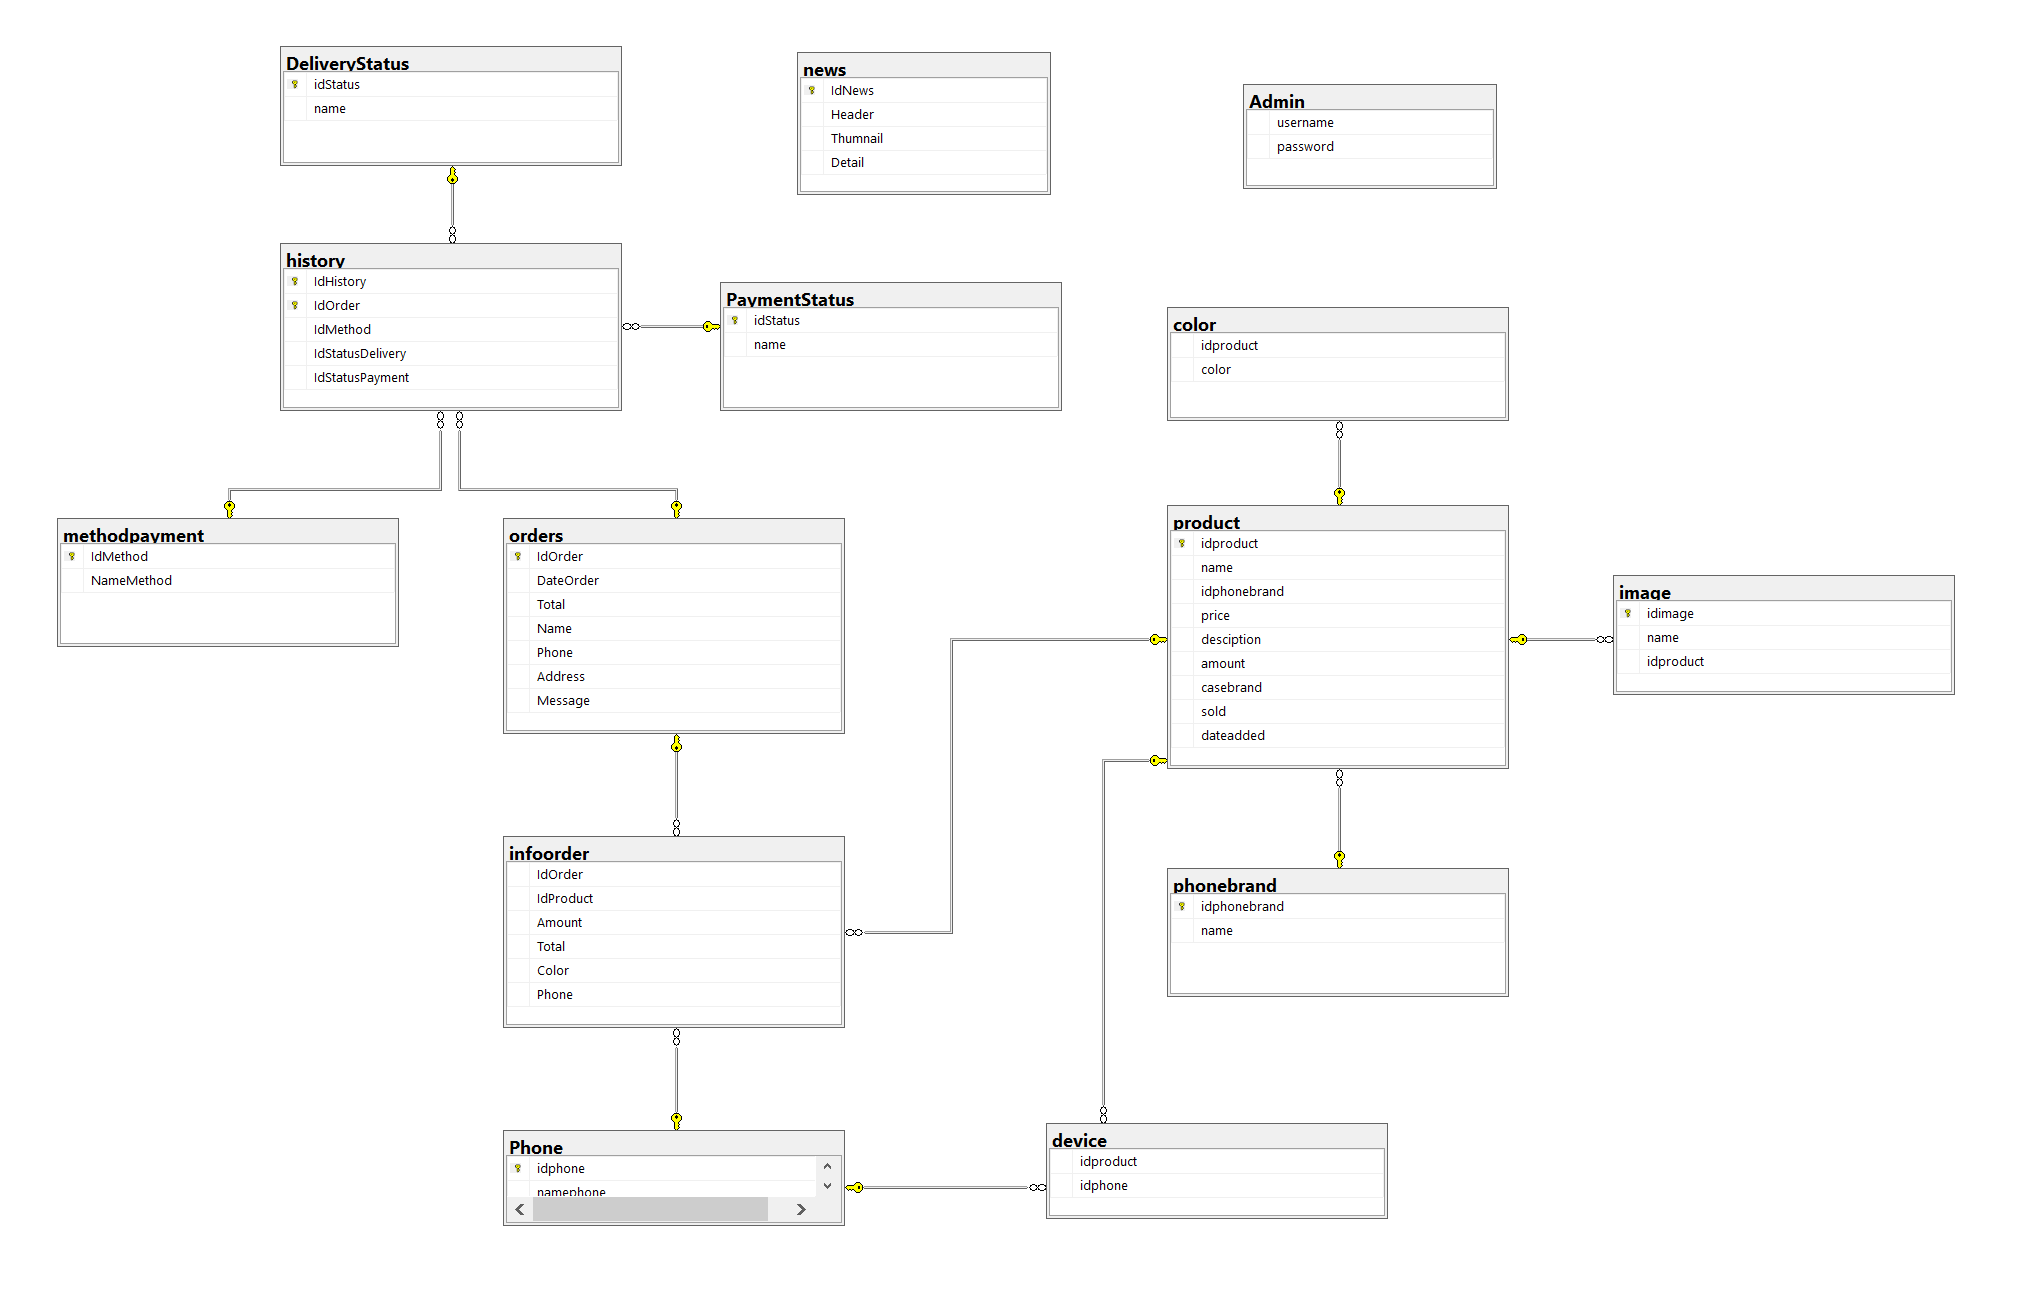 DeliveryStatus
idStatus
name
news
IdNews
Header
Thumnail
Detail
Admin
username
password
history
IdHistory
IdOrder
IdMethod
IdStatusDelivery
IdStatusPayment
PaymentStatus
idStatus
name
color
idproduct
color
methodpayment
IdMethod
NameMethod
orders
IdOrder
DateOrder
Total
Name
Phone
Address
Message
product
idproduct
name
idphonebrand
price
desciption
amount
casebrand
sold
dateadded
image
idimage
name
idproduct
infoorder
IdOrder
IdProduct
Amount
Total
Color
Phone
phonebrand
idphonebrand
name
Phone
idphone
namephone
device
idproduct
idphone